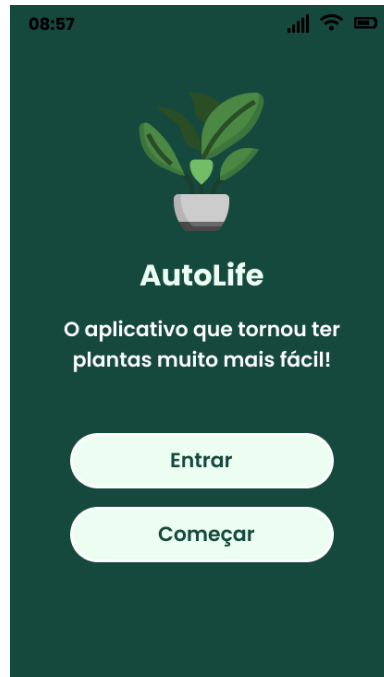 08:57
AutoLife
O aplicativo que tornou ter
plantas muito mais fácil!
Entrar
Começar